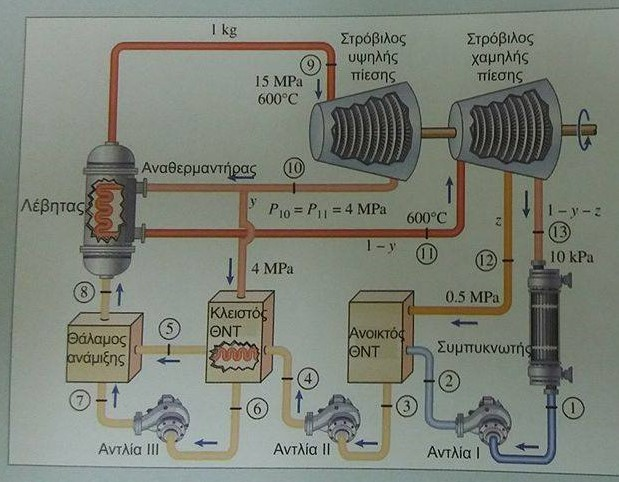 1 kg
Στρόβιλος
υψηλής
πίεσης
Στρόβιλος
χαμηλής
πίεσης
9
15 MPa
600°C
Αναθερμαντήρας
10
Λέβητας
y
P10 = P11 = 4 MPa
600°C
1 – y
11
z
12
1 – y – z
13
10 kPa
4 MPa
0.5 MPa
8
Θάλαμος
ανάμιξης
5
Κλειστός
ΘΝΤ
4
Ανοικτός
ΘΝΤ
Συμπυκνωτής
2
1
7
6
3
Αντλία III
Αντλία II
Αντλία I